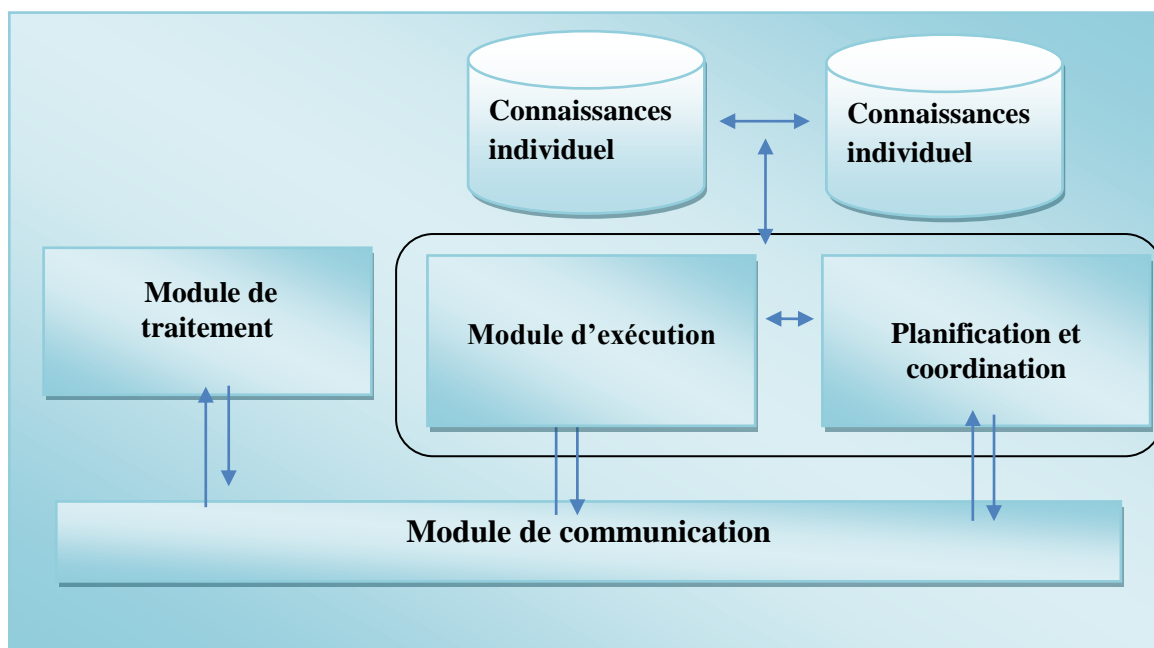 Connaissances
individuel
Connaissances
individuel
Module de
traitement
Module d’exécution
Planification et
coordination
Module de communication